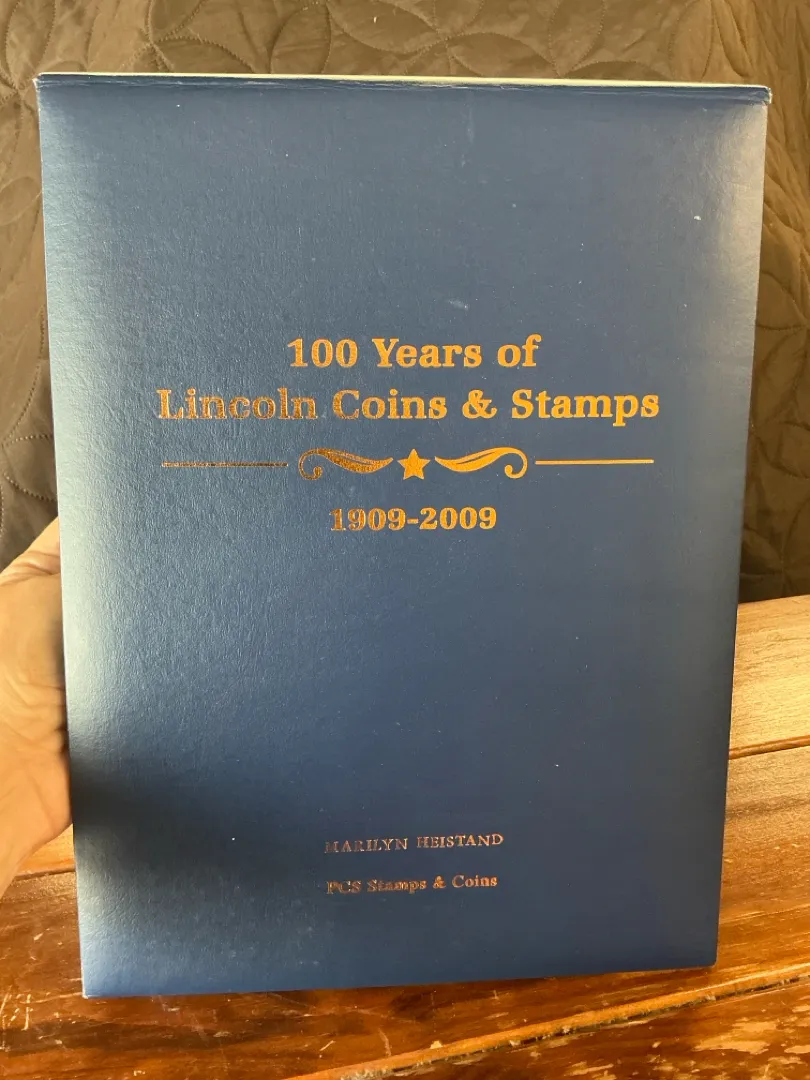 100 Years of
Lincoln Coins & Stamps
1909-2009
MARILYN HEISTAND
PCS Stamps & Coins